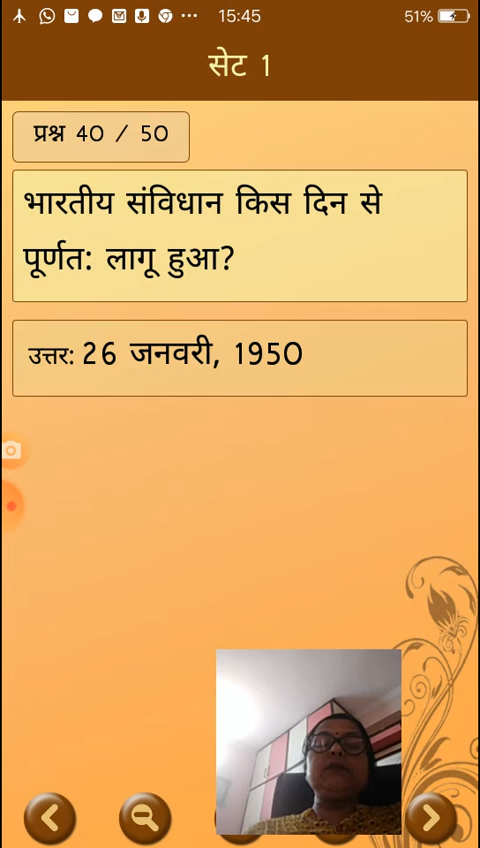 15:45
51%
सेट 1
प्रश्न 40 / 50
भारतीय संविधान किस दिन से
पूर्णत: लागू हुआ?
उत्तर: 26 जनवरी, 1950